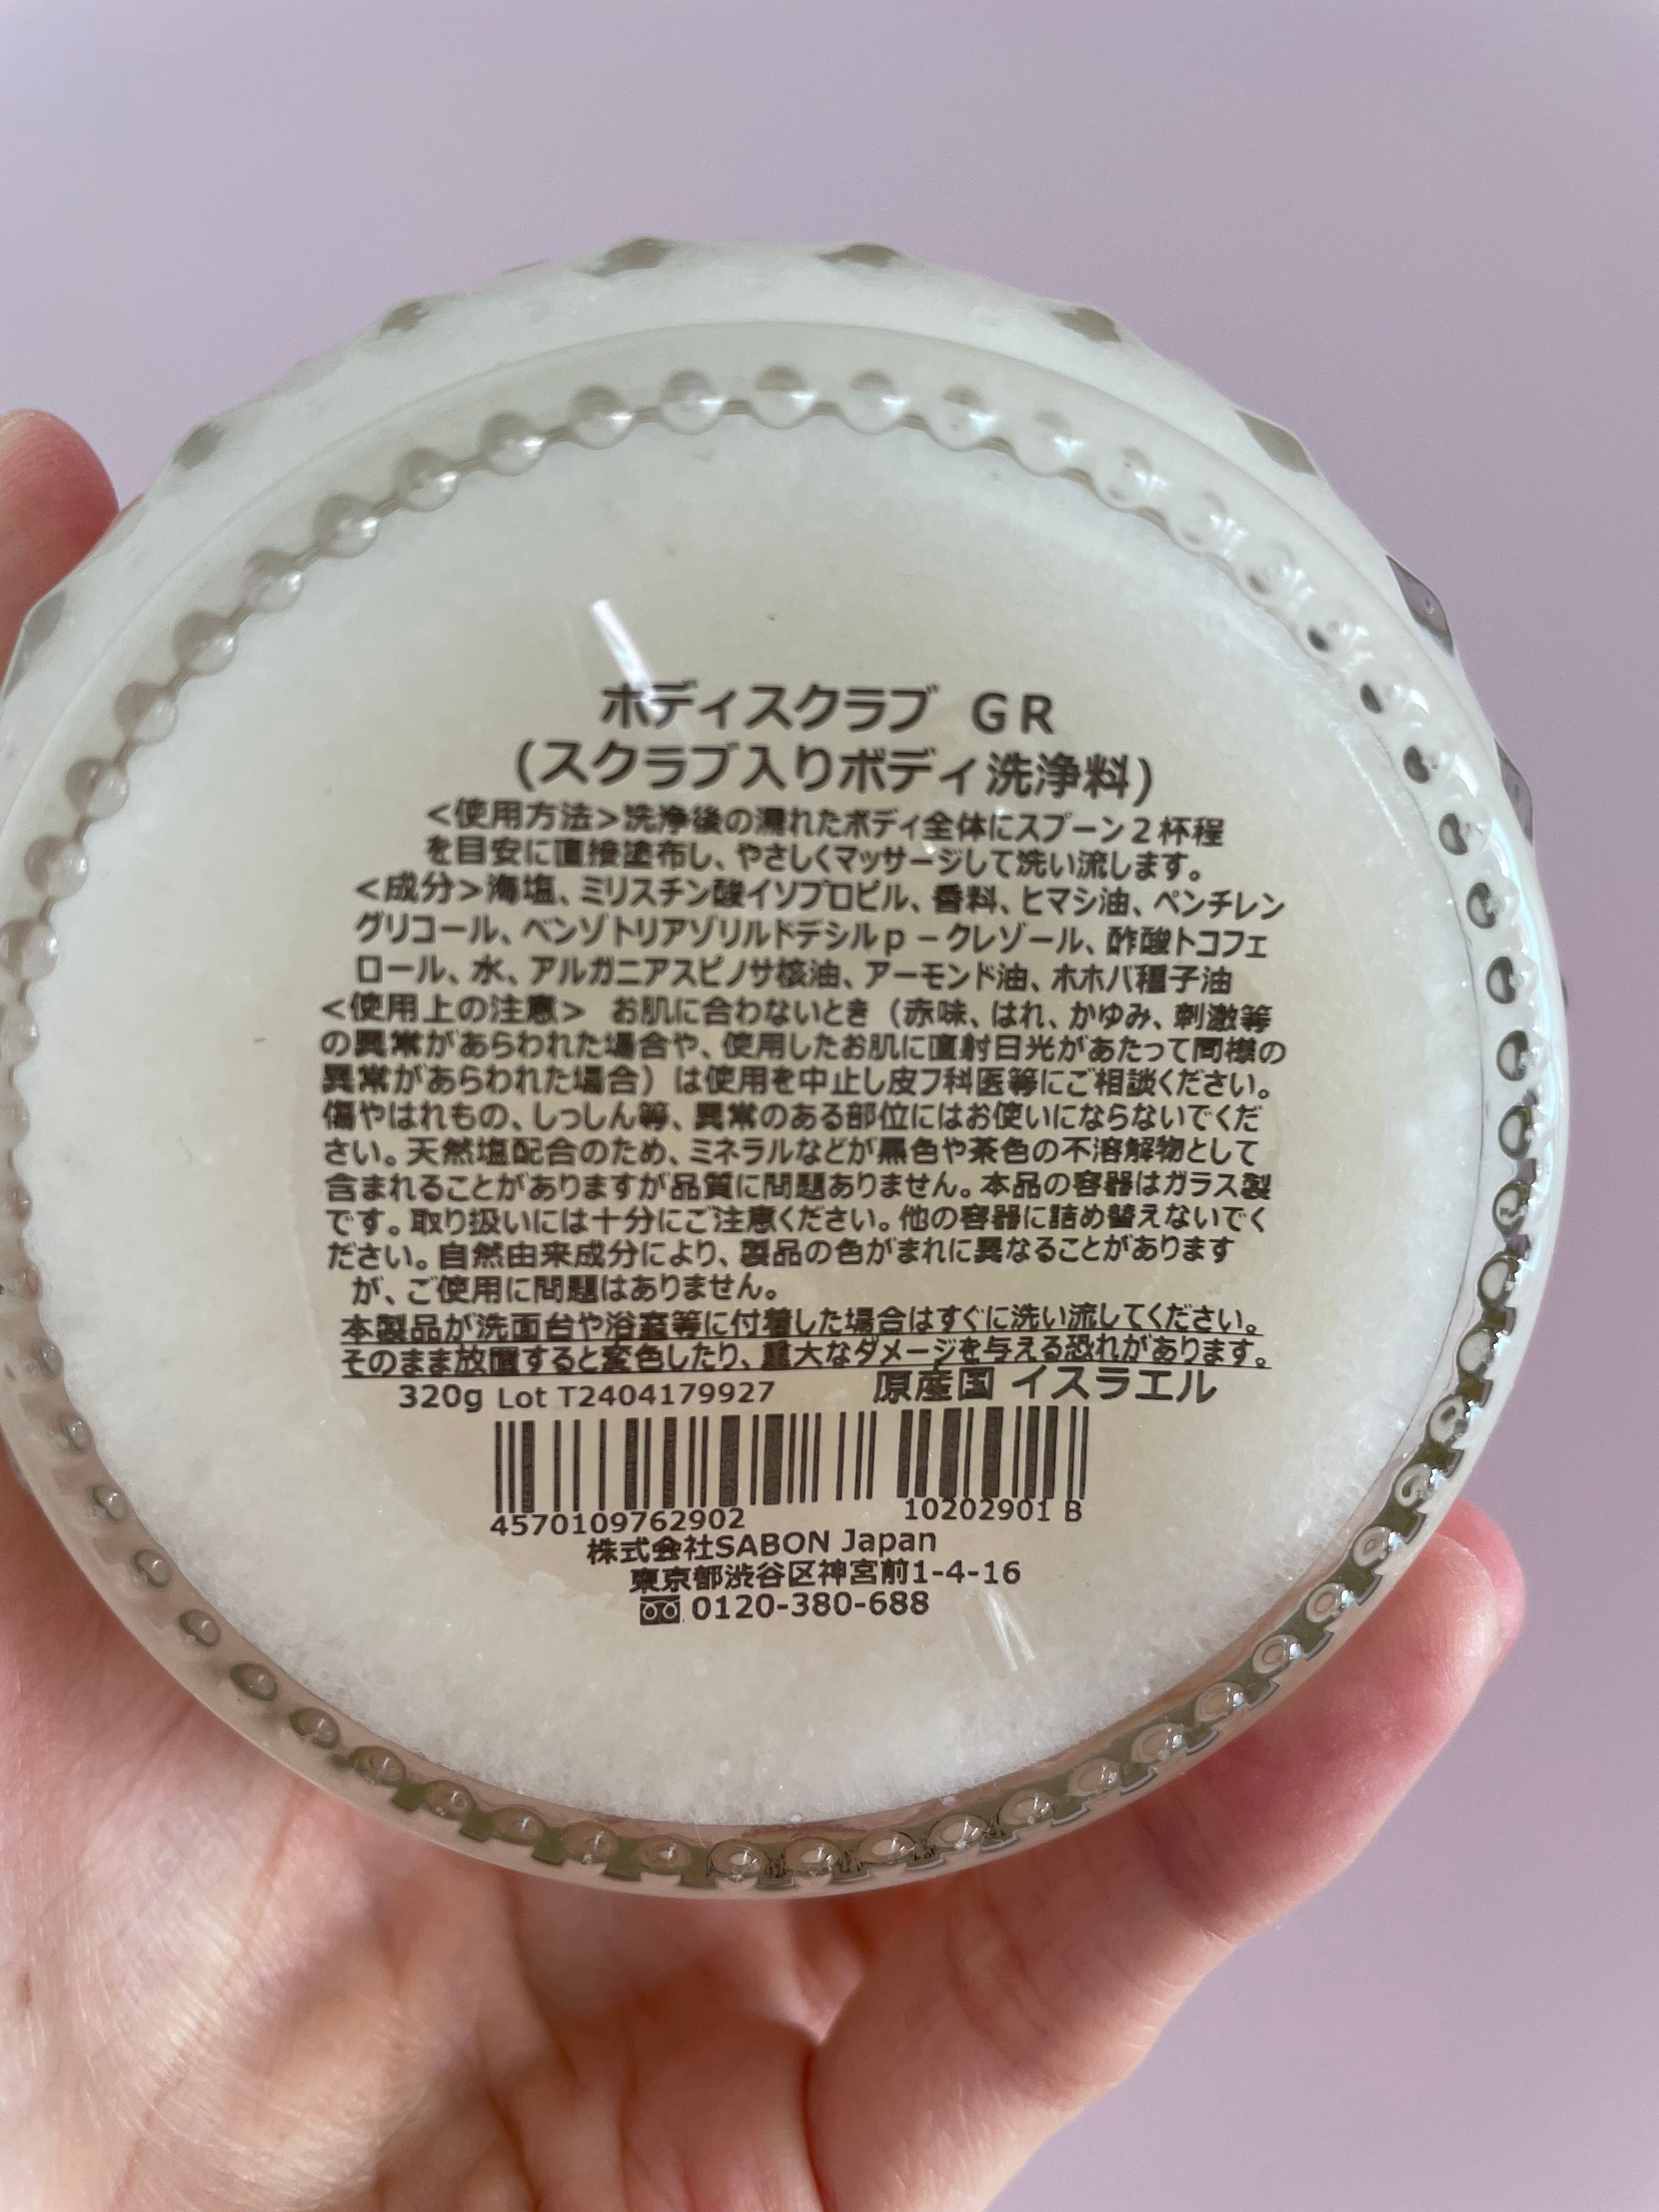 ボディスクラブ GR
(スクラブ入りボディ洗浄料)
<使用方法>洗浄後の濡れたボディ全体にスプーン2杯程
を目安に直接塗布し、やさしくマッサージして洗い流します。
<成分>海塩、ミリスチン酸イソプロピル、香料、ヒマシ油、ペンチレン
グリコール、ベンゾトリアゾリルドデシルp-クレゾール、酢酸トコフェ
ロール、水、アルガニアスピノサ核油、アーモンド油、ホホバ種子油
<使用上の注意> お肌に合わないとき(赤味、はれ、かゆみ、刺激等
の異常があらわれた場合や、使用したお肌に直射日光があたって同様の
異常があらわれた場合)は使用を中止し皮フ科医等にご相談ください。
傷やはれもの、しっしん等、異常のある部位にはお使いにならないでくだ
さい。天然塩配合のため、ミネラルなどが黒色や茶色の不溶解物として
含まれることがありますが品質に問題ありません。本品の容器はガラス製
です。取り扱いには十分にご注意ください。他の容器に詰め替えないでく
ださい。自然由来成分により、製品の色がまれに異なることがあります
が、ご使用に問題はありません。
本製品が洗面台や浴室等に付着した場合はすぐに洗い流してください。
そのまま放置すると変色したり、重大なダメージを与える恐れがあります。
320g Lot T2404179927 原産国 イスラエル
4570109762902 10202901 B
株式会社SABON Japan
東京都渋谷区神宮前1-4-16
0120-380-688